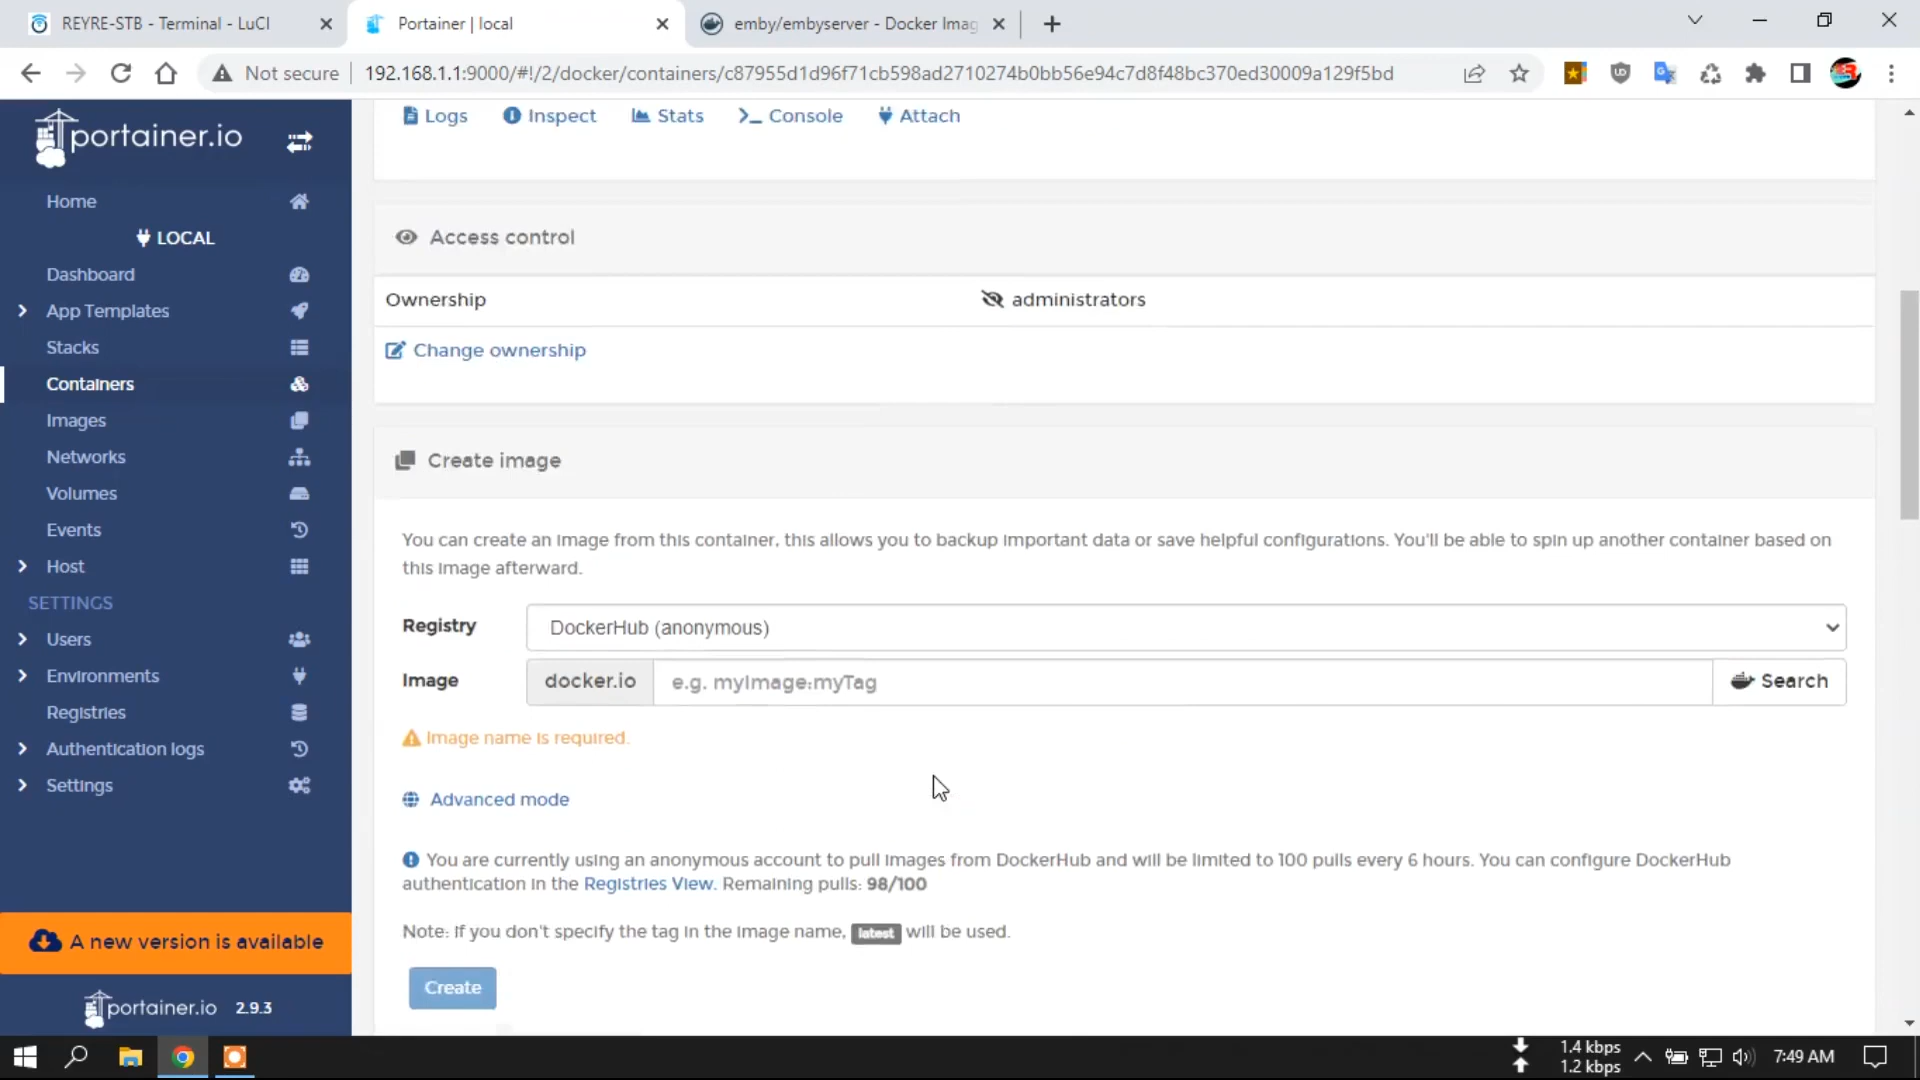 REYRE-STB - Terminal - LuCI
Portainer | local
emby/embyserver - Docker Imag
Not secure
192.168.1.1:9000/#!/2/docker/containers/c87955d1d96f71cb598ad2710274b0bb56e94c7d8f48bc370ed30009a129f5bd
portainer.io
Home
LOCAL
Dashboard
App Templates
Stacks
Containers
Images
Networks
Volumes
Events
Host
SETTINGS
Users
Environments
Registries
Authentication logs
Settings
A new version is available
portainer.io 2.9.3
Logs Inspect Stats >_ Console Attach
Access control
Ownership administrators
Change ownership
Create image
You can create an image from this container, this allows you to backup important data or save helpful configurations. You'll be able to spin up another container based on
this image afterward.
Registry DockerHub (anonymous)
Image docker.io e.g. myImage:myTag Search
Image name is required.
Advanced mode
You are currently using an anonymous account to pull images from DockerHub and will be limited to 100 pulls every 6 hours. You can configure DockerHub
authentication in the Registries View. Remaining pulls: 98/100
Note: if you don't specify the tag in the image name, latest will be used.
Create
1.4 kbps
1.2 kbps
7:49 AM